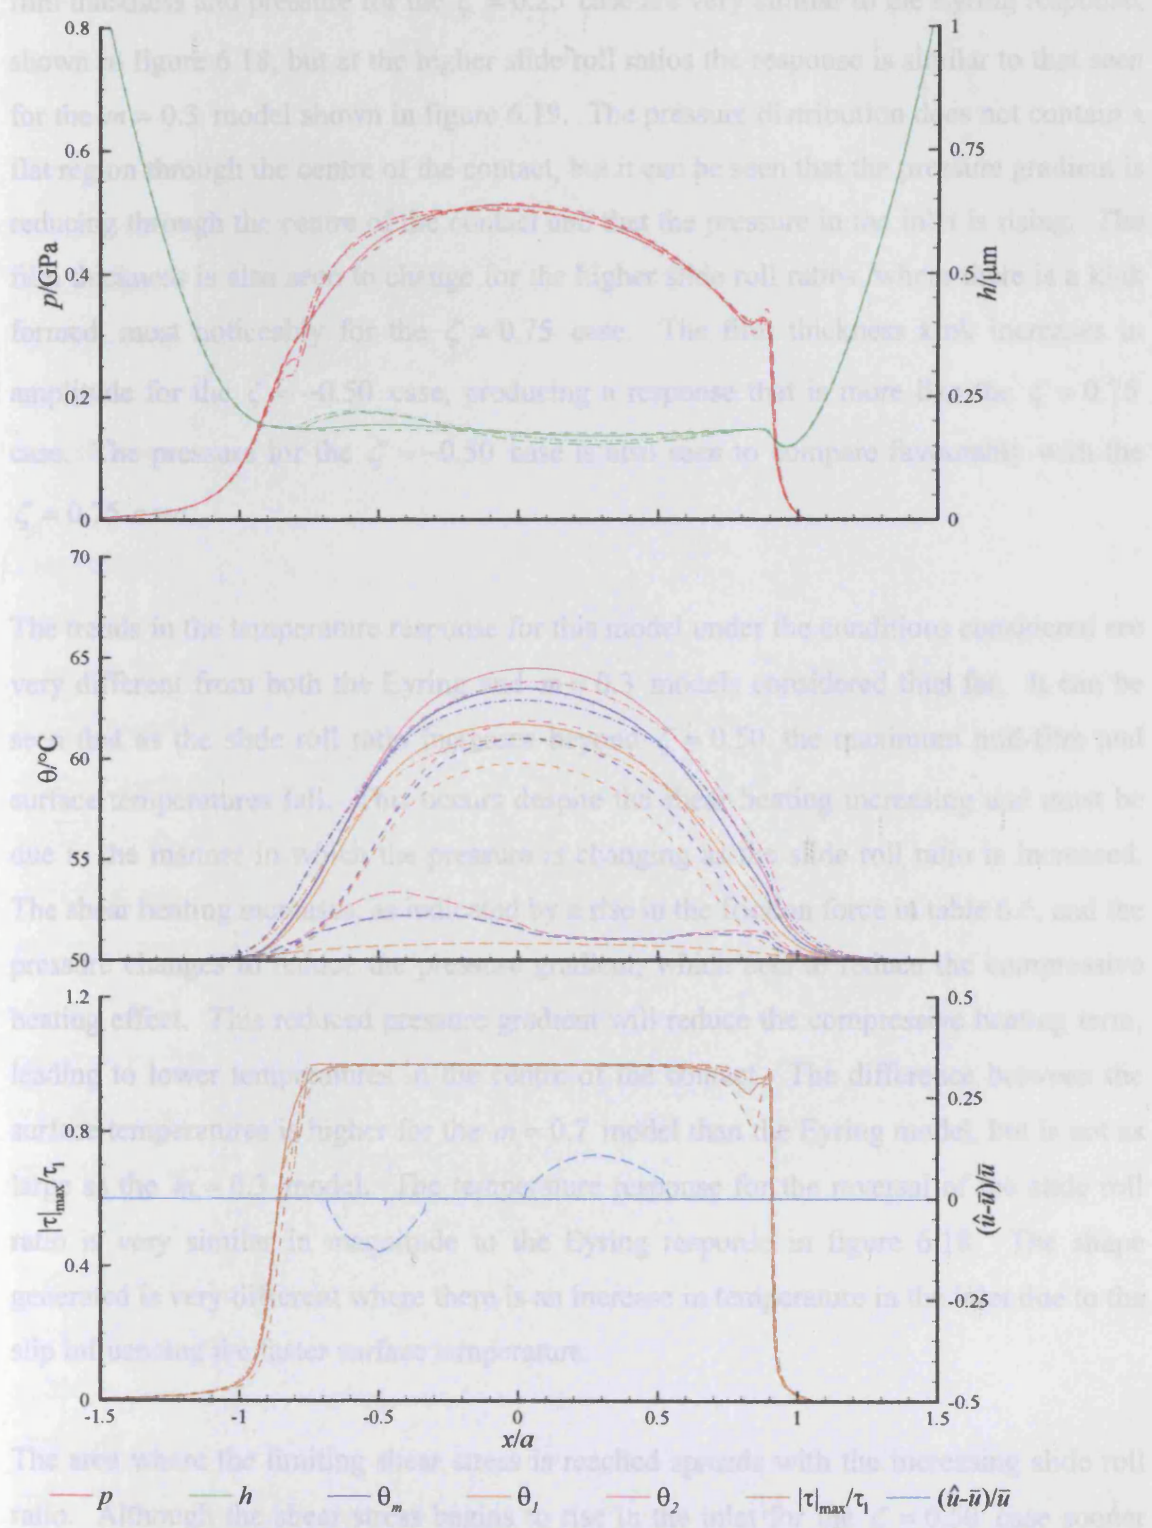 film thickness and pressure for the ζ = 0.25 case are very similar to the Eyring response,
shown in figure 6.18, but at the higher slide roll ratios the response is similar to that seen
for the m = 0.3 model shown in figure 6.19. The pressure distribution does not contain a
flat region through the centre of the contact, but it can be seen that the pressure gradient is
reducing through the centre of the contact and that the pressure in the inlet is rising. The
film thickness is also seen to change for the higher slide roll ratios, where there is a kink
formed, most noticeably for the ζ = 0.75 case. The film thickness kink increases in
amplitude for the ζ = -0.50 case, producing a response that is more like the ζ = 0.75
case. The pressure for the ζ = -0.50 case is also seen to compare favourably with the
ζ = 0.75 case.
0.8
0.6
0.4
0.2
0
p/GPa
1
0.75
0.5
0.25
0
h/μm
The trends in the temperature response for this model under the conditions considered are
very different from both the Eyring and m = 0.3 models considered thus far. It can be
seen that as the slide roll ratio increases beyond ζ = 0.50, the maximum mid-film and
surface temperatures fall. This occurs despite the shear heating increasing and must be
due to the manner in which the pressure is changing as the slide roll ratio is increased.
The shear heating increases, as indicated by a rise in the friction force in table 6.6, and the
pressure changes to reduce the pressure gradient, which acts to reduce the compressive
heating effect. This reduced pressure gradient will reduce the compressive heating term,
leading to lower temperatures in the centre of the contact. The difference between the
surface temperatures is higher for the m = 0.7 model than the Eyring model, but is not as
large as the m = 0.3 model. The temperature response for the reversal of the slide roll
ratio is very similar in magnitude to the Eyring response in figure 6.18. The shape
generated is very different where there is an increase in temperature in the inlet due to the
slip influencing the faster surface temperature.
70
65
60
55
50
θ/°C
1.2
0.8
0.4
0
|τ|max/τl
0.5
0.25
0
-0.25
-0.5
(û-ū)/ū
-1.5 -1 -0.5 0 0.5 1 1.5
x/a
The area where the limiting shear stress is reached spreads with the increasing slide roll
p h θm θ1 θ2 |τ|max/τl (û-ū)/ū
ratio. Although the shear stress begins to rise in the inlet for the ζ = 0.50 case sooner